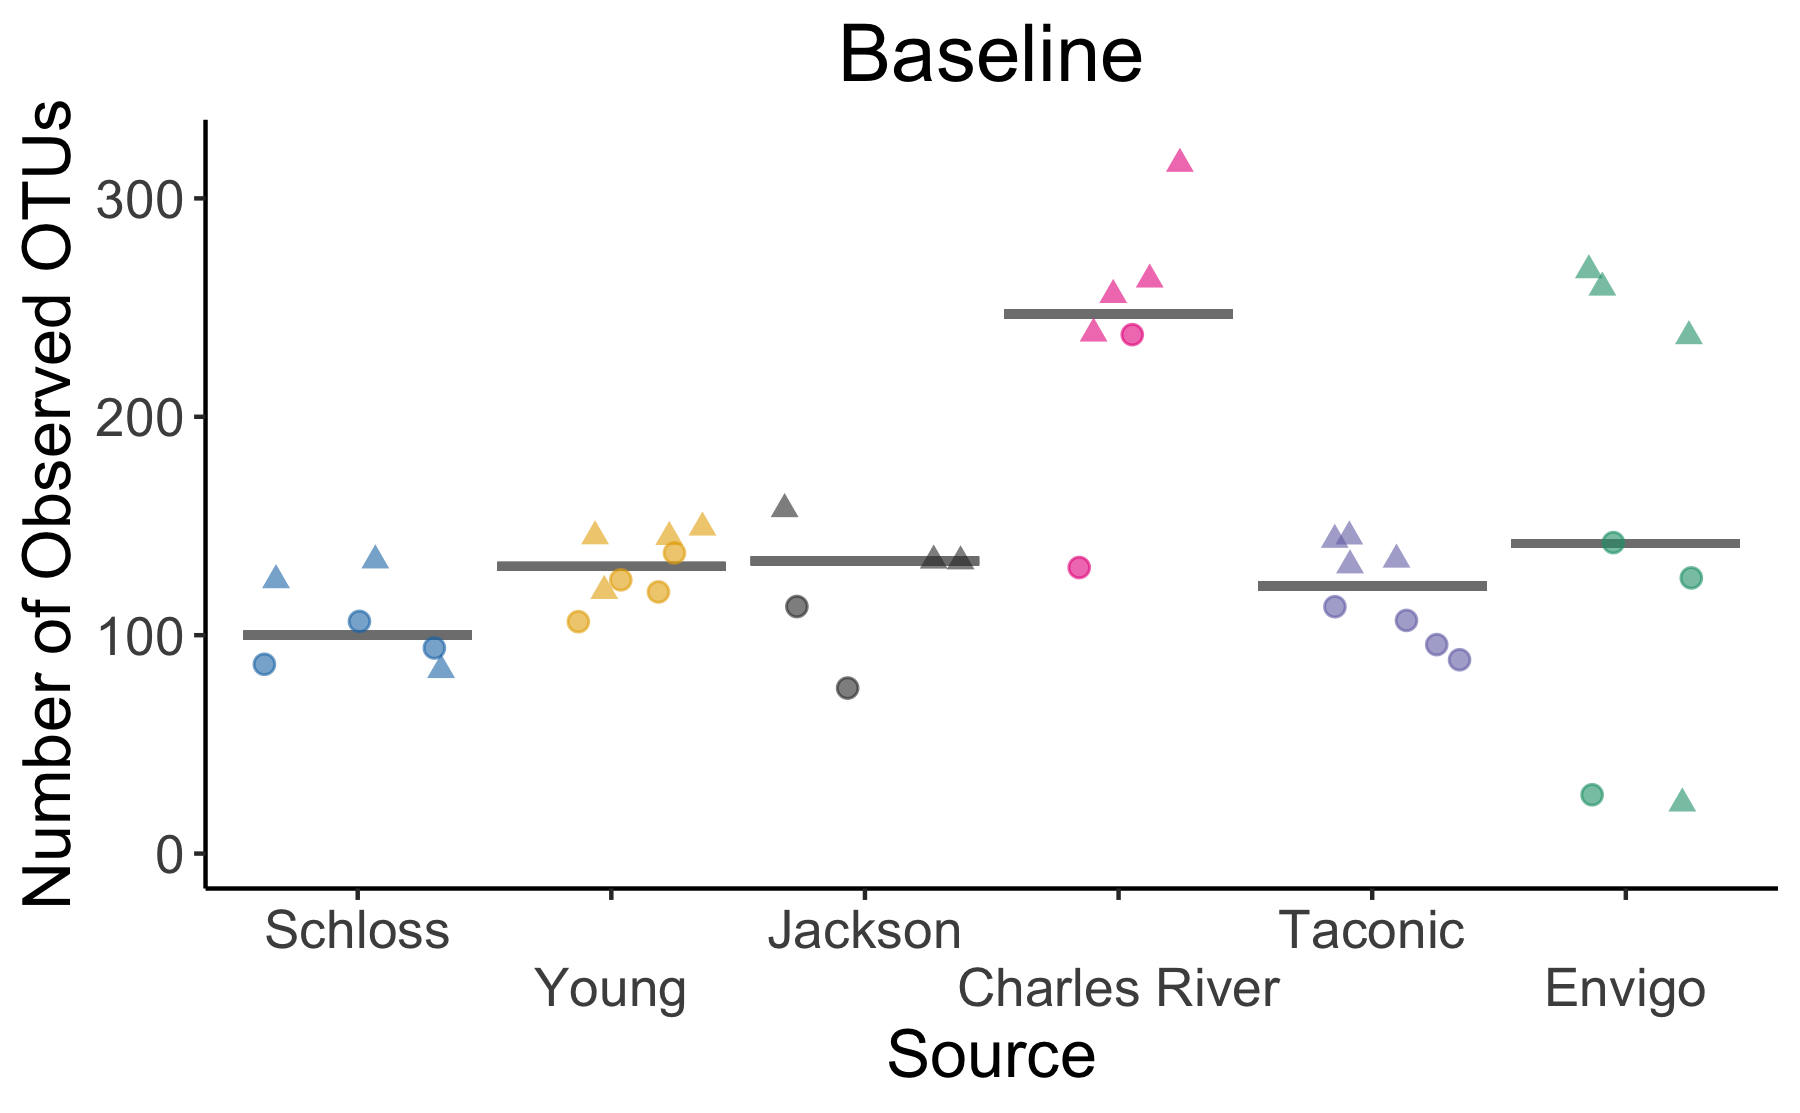 Baseline
Number of Observed OTUs
300
200
100
0
Schloss
Jackson
Taconic
Young
Charles River
Envigo
Source